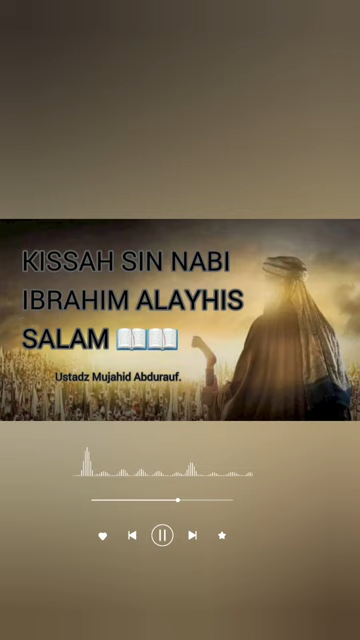 KISSAH SIN NABI
IBRAHIM ALAYHIS
SALAM 📖📖
Ustadz Mujahid Abdurauf.